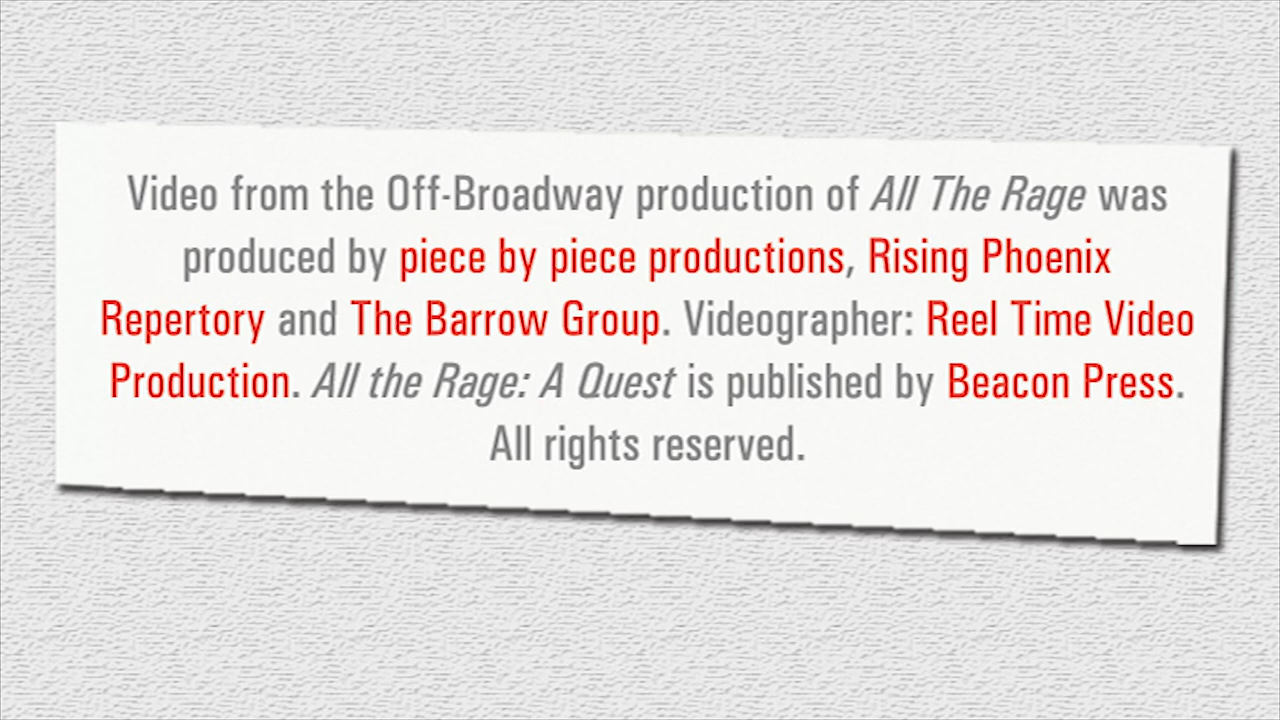 Video from the Off-Broadway production of All The Rage was
produced by piece by piece productions, Rising Phoenix
Repertory and The Barrow Group. Videographer: Reel Time Video
Production. All the Rage: A Quest is published by Beacon Press.
All rights reserved.